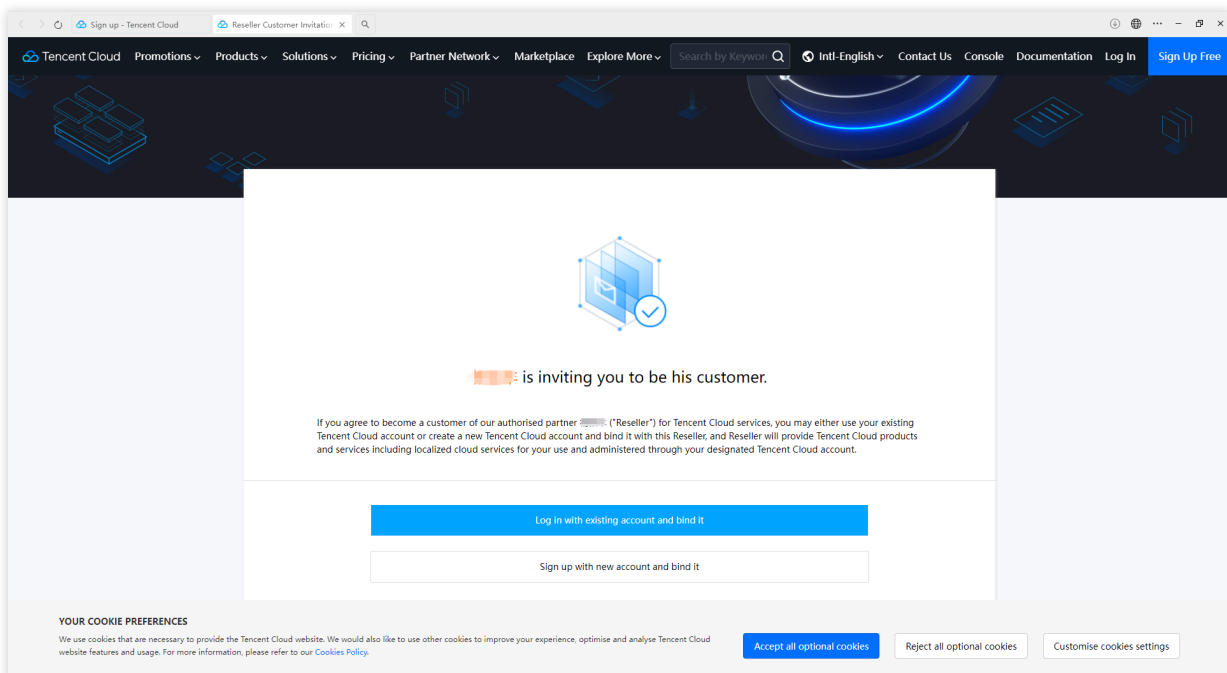 Sign up - Tencent Cloud
Reseller Customer Invitation
Tencent Cloud Promotions Products Solutions Pricing Partner Network Marketplace Explore More Search by Keyword Intl-English Contact Us Console Documentation Log In Sign Up Free
is inviting you to be his customer.
If you agree to become a customer of our authorised partner ("Reseller") for Tencent Cloud services, you may either use your existing
Tencent Cloud account or create a new Tencent Cloud account and bind it with this Reseller, and Reseller will provide Tencent Cloud products
and services including localized cloud services for your use and administered through your designated Tencent Cloud account.
Log in with existing account and bind it
Sign up with new account and bind it
YOUR COOKIE PREFERENCES
We use cookies that are necessary to provide the Tencent Cloud website. We would also like to use other cookies to improve your experience, optimise and analyse Tencent Cloud
website features and usage. For more information, please refer to our Cookies Policy.
Accept all optional cookies
Reject all optional cookies
Customise cookies settings